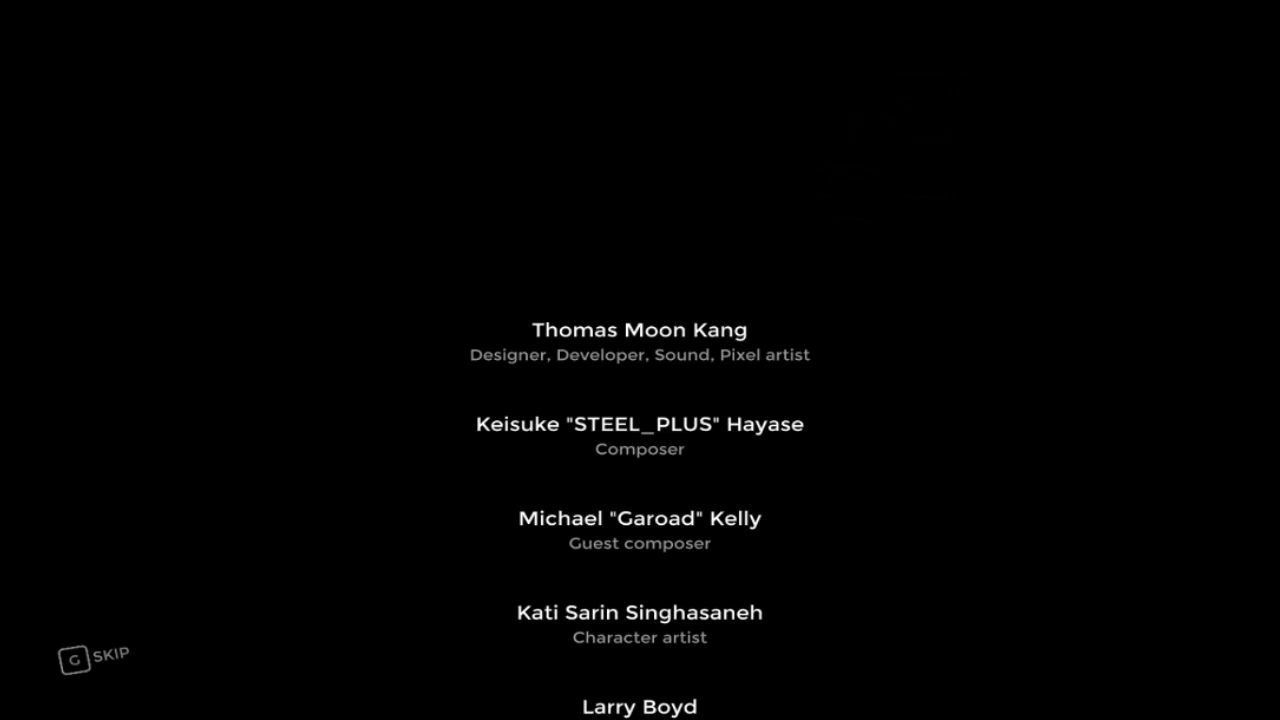 Thomas Moon Kang
Designer, Developer, Sound, Pixel artist
Keisuke "STEEL_PLUS" Hayase
Composer
Michael "Garoad" Kelly
Guest composer
Kati Sarin Singhasaneh
Character artist
G SKIP
Larry Boyd